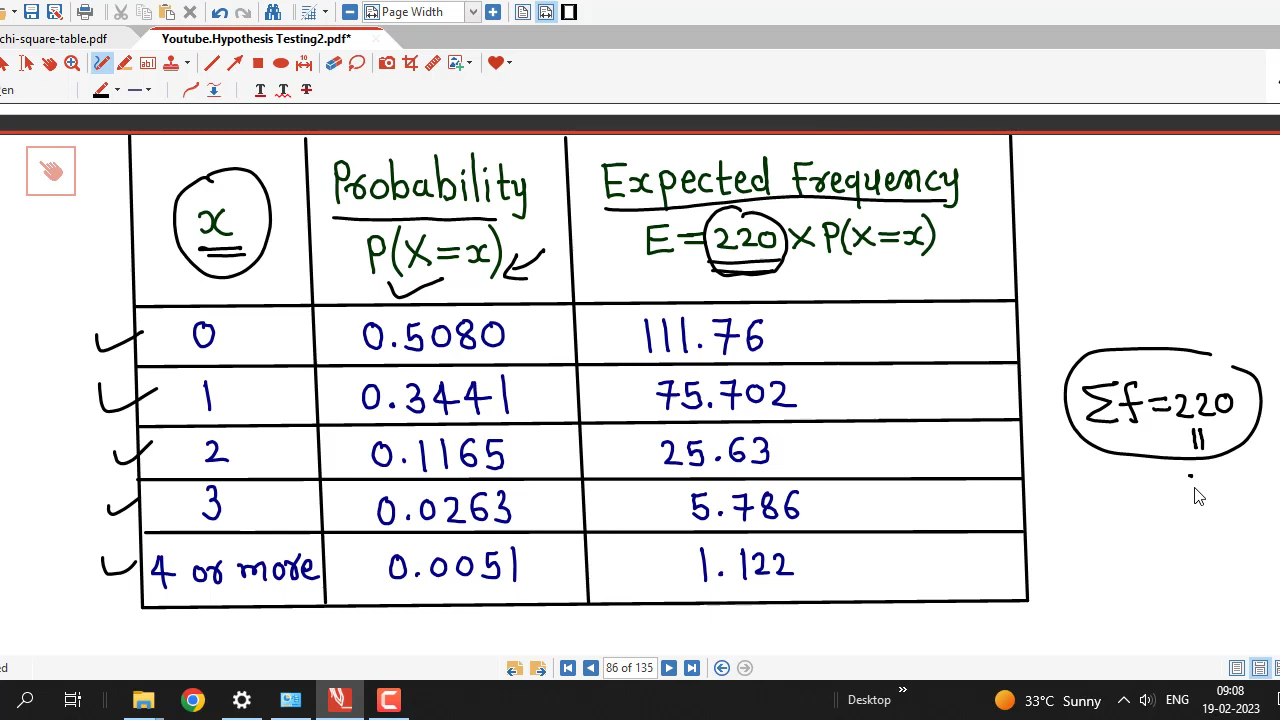 Page Width
chi-square-table.pdf
Youtube.Hypothesis Testing2.pdf*
en
x
Probability
P(X=x)
Expected Frequency
E=220×P(X=x)
0 0.5080 111.76
1 0.3441 75.702
2 0.1165 25.63
3 0.0263 5.786
4 or more 0.0051 1.122
Σf=220
ed
86 of 135
Desktop
33°C Sunny
ENG
09:08
19-02-2023